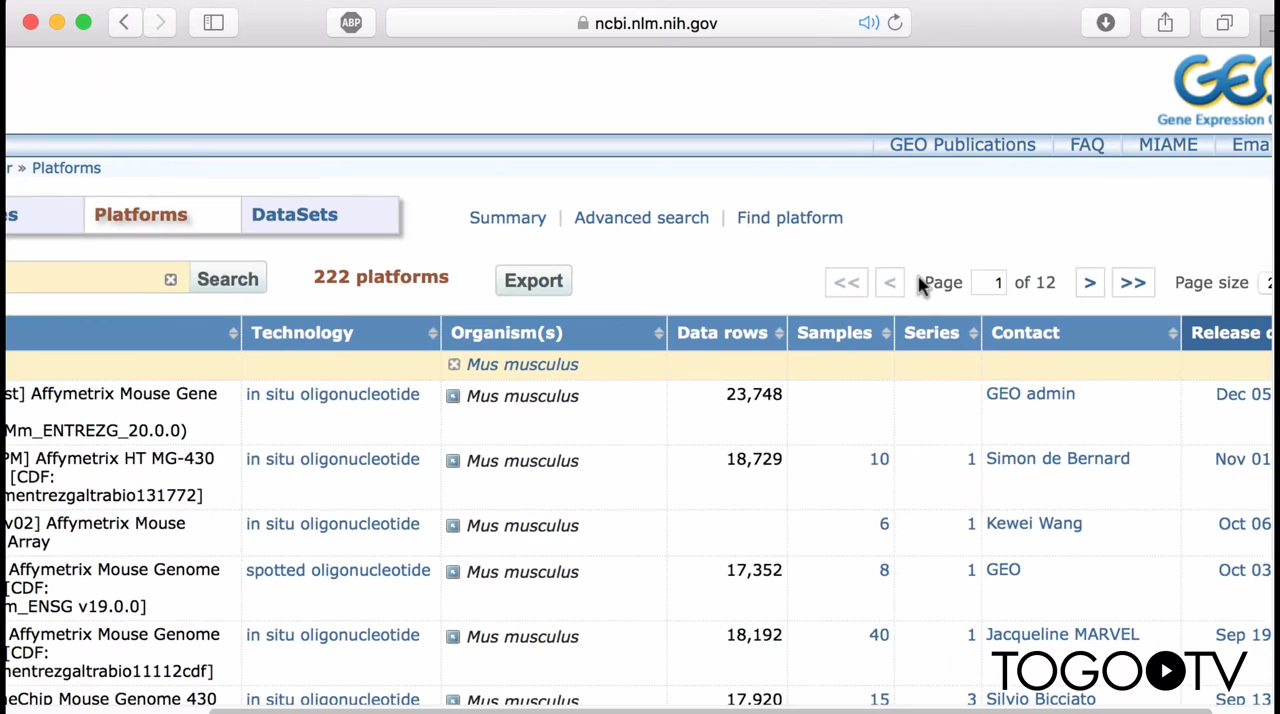 ABP
ncbi.nlm.nih.gov
GEO
Gene Expression
GEO Publications FAQ MIAME Ema
r » Platforms
es Platforms DataSets Summary | Advanced search | Find platform
Search 222 platforms Export << < Page 1 of 12 > >> Page size 2
Technology Organism(s) Data rows Samples Series Contact Release
Mus musculus
st] Affymetrix Mouse Gene in situ oligonucleotide Mus musculus 23,748 GEO admin Dec 05
Mm_ENTREZG_20.0.0)
PM] Affymetrix HT MG-430 in situ oligonucleotide Mus musculus 18,729 10 1 Simon de Bernard Nov 01
[CDF:
mentrezgaltrabio131772]
v02] Affymetrix Mouse in situ oligonucleotide Mus musculus 6 1 Kewei Wang Oct 06
Array
Affymetrix Mouse Genome spotted oligonucleotide Mus musculus 17,352 8 1 GEO Oct 03
[CDF:
m_ENSG v19.0.0]
Affymetrix Mouse Genome in situ oligonucleotide Mus musculus 18,192 40 1 Jacqueline MARVEL Sep 19
[CDF:
mentrezgaltrabio11112cdf]
neChip Mouse Genome 430 in situ oligonucleotide Mus musculus 17,920 15 3 Silvio Bicciato Sep 13
TOGO TV